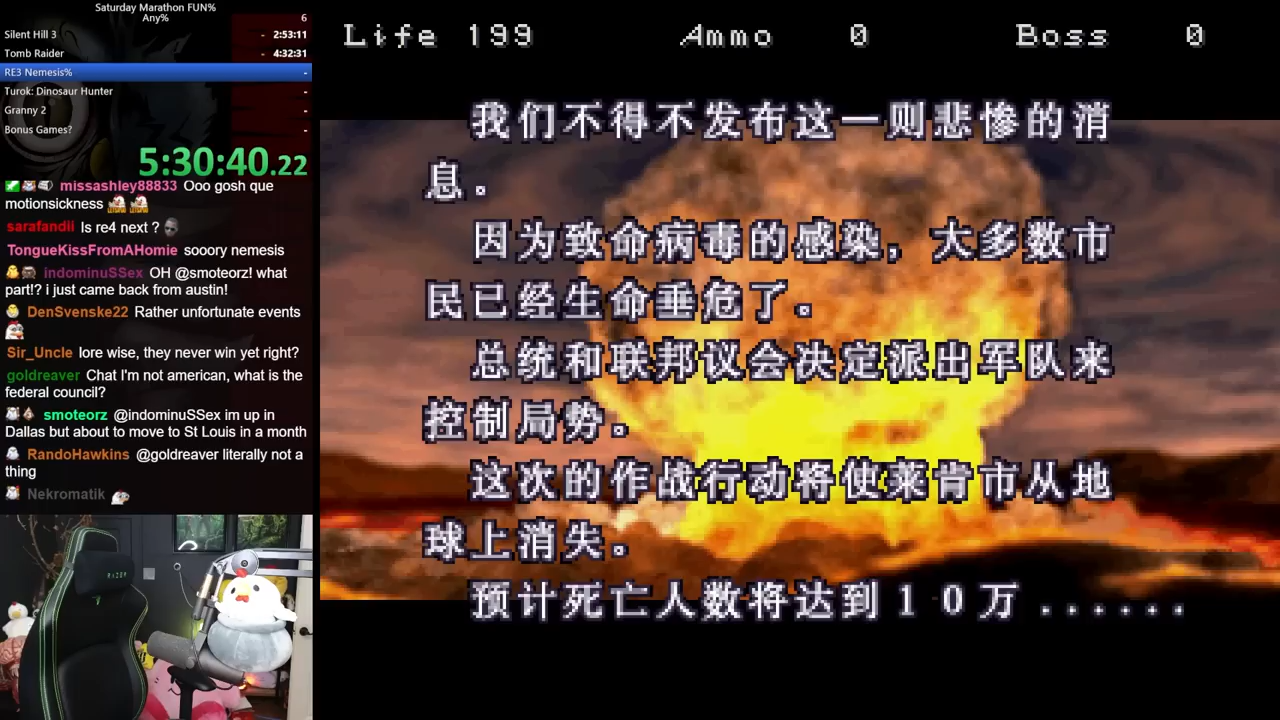 Saturday Marathon FUN%
Any%
6
Silent Hill 3 - 2:53:11
Tomb Raider - 4:32:31
RE3 Nemesis% -
Turok: Dinosaur Hunter -
Granny 2 -
Bonus Games? -
5:30:40.22
missashley88833 Ooo gosh que
motionsickness
sarafandli Is re4 next ?
TongueKissFromAHomie soory nemesis
indominuSSex OH @smoteorz! what
part!? i just came back from austin!
DenSvenske22 Rather unfortunate events
Sir_Uncle lore wise, they never win yet right?
goldreaver Chat I'm not american, what is the
federal council?
smoteorz @indominuSSex im up in
Dallas but about to move to St Louis in a month
RandoHawkins @goldreaver literally not a
thing
Nekromatik
Life 199 Ammo 0 Boss 0
我们不得不发布这一则悲惨的消
息。
因为致命病毒的感染，大多数市
民已经生命垂危了。
总统和联邦议会决定派出军队来
控制局势。
这次的作战行动将使莱肯市从地
球上消失。
预计死亡人数将达到10万......